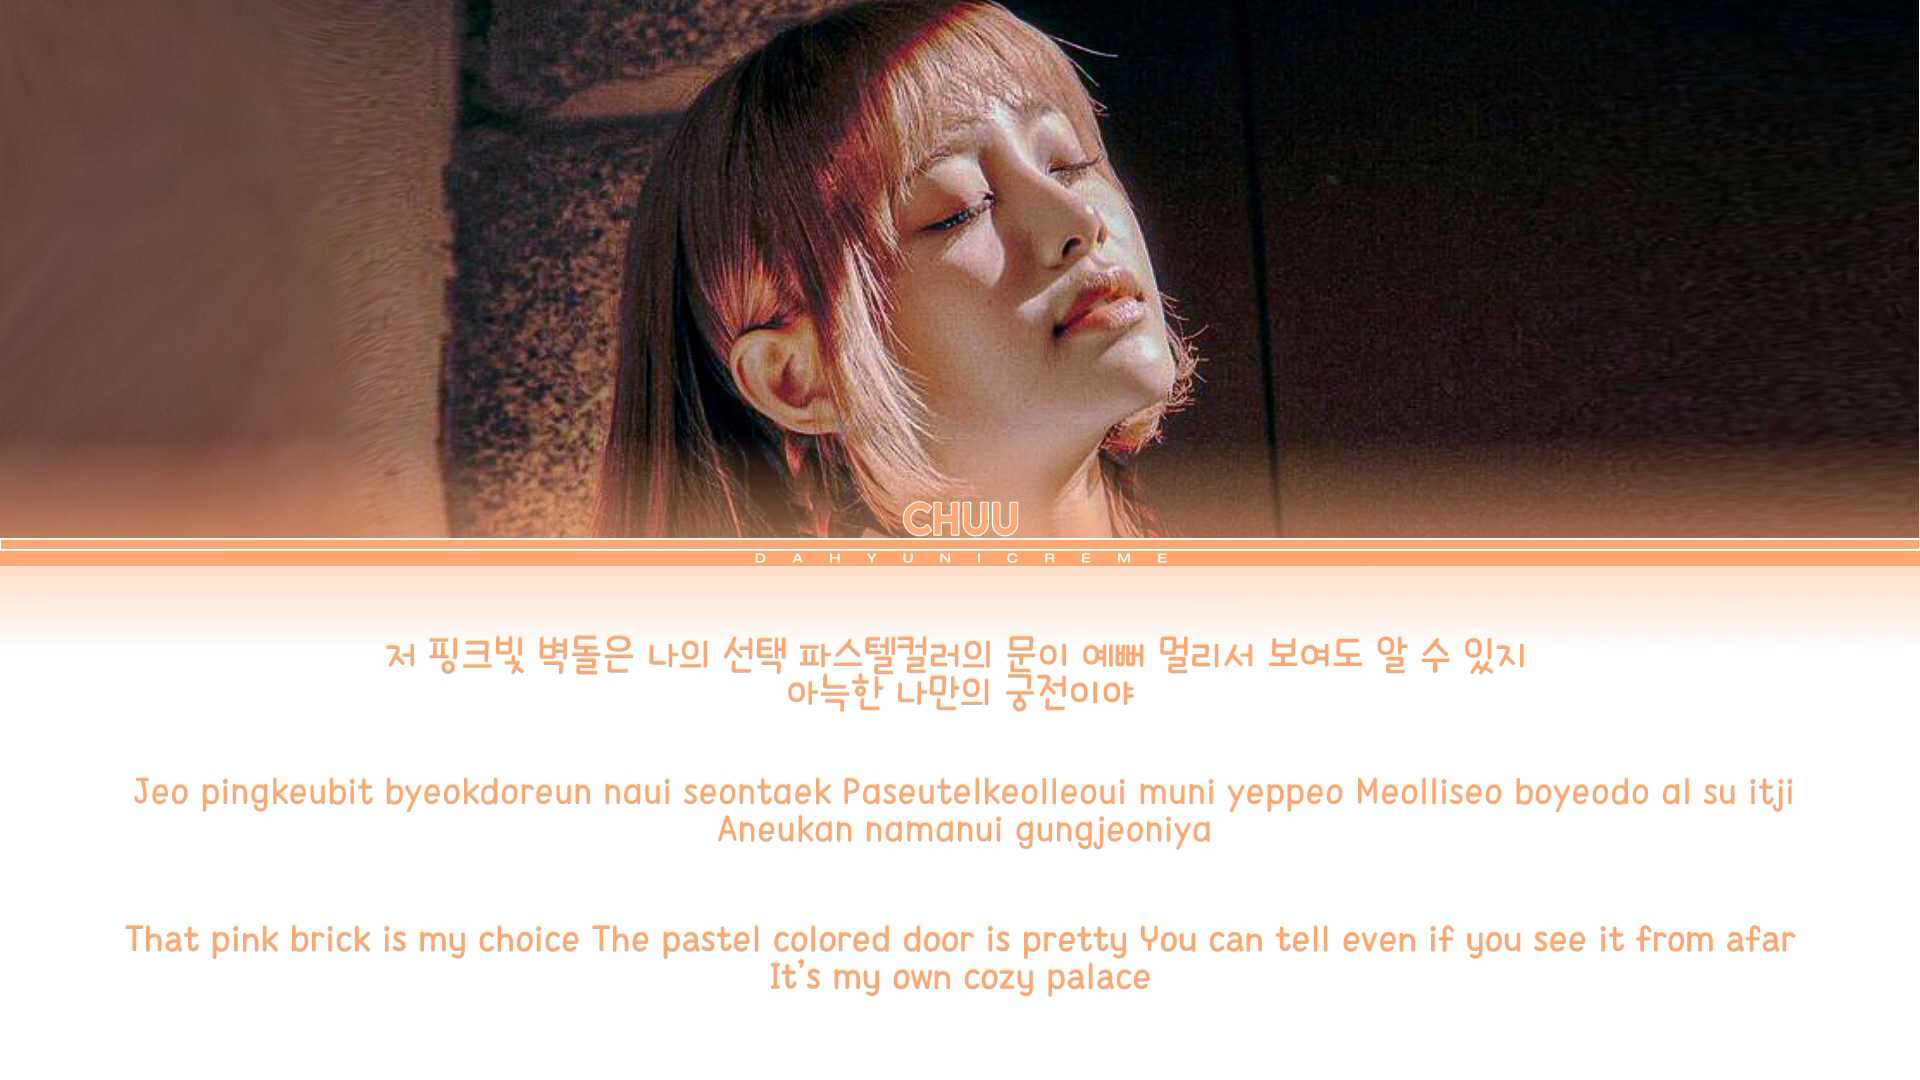 CHUU
DAHYUNICREME
저 핑크빛 벽돌은 나의 선택 파스텔컬러의 문이 예뻐 멀리서 보여도 알 수 있지
아늑한 나만의 궁전이야
Jeo pingkeubit byeokdoreun naui seontaek Paseutelkeolleoui muni yeppeo Meolliseo boyeodo al su itji
Aneukan namanui gungjeoniya
That pink brick is my choice The pastel colored door is pretty You can tell even if you see it from afar
It's my own cozy palace